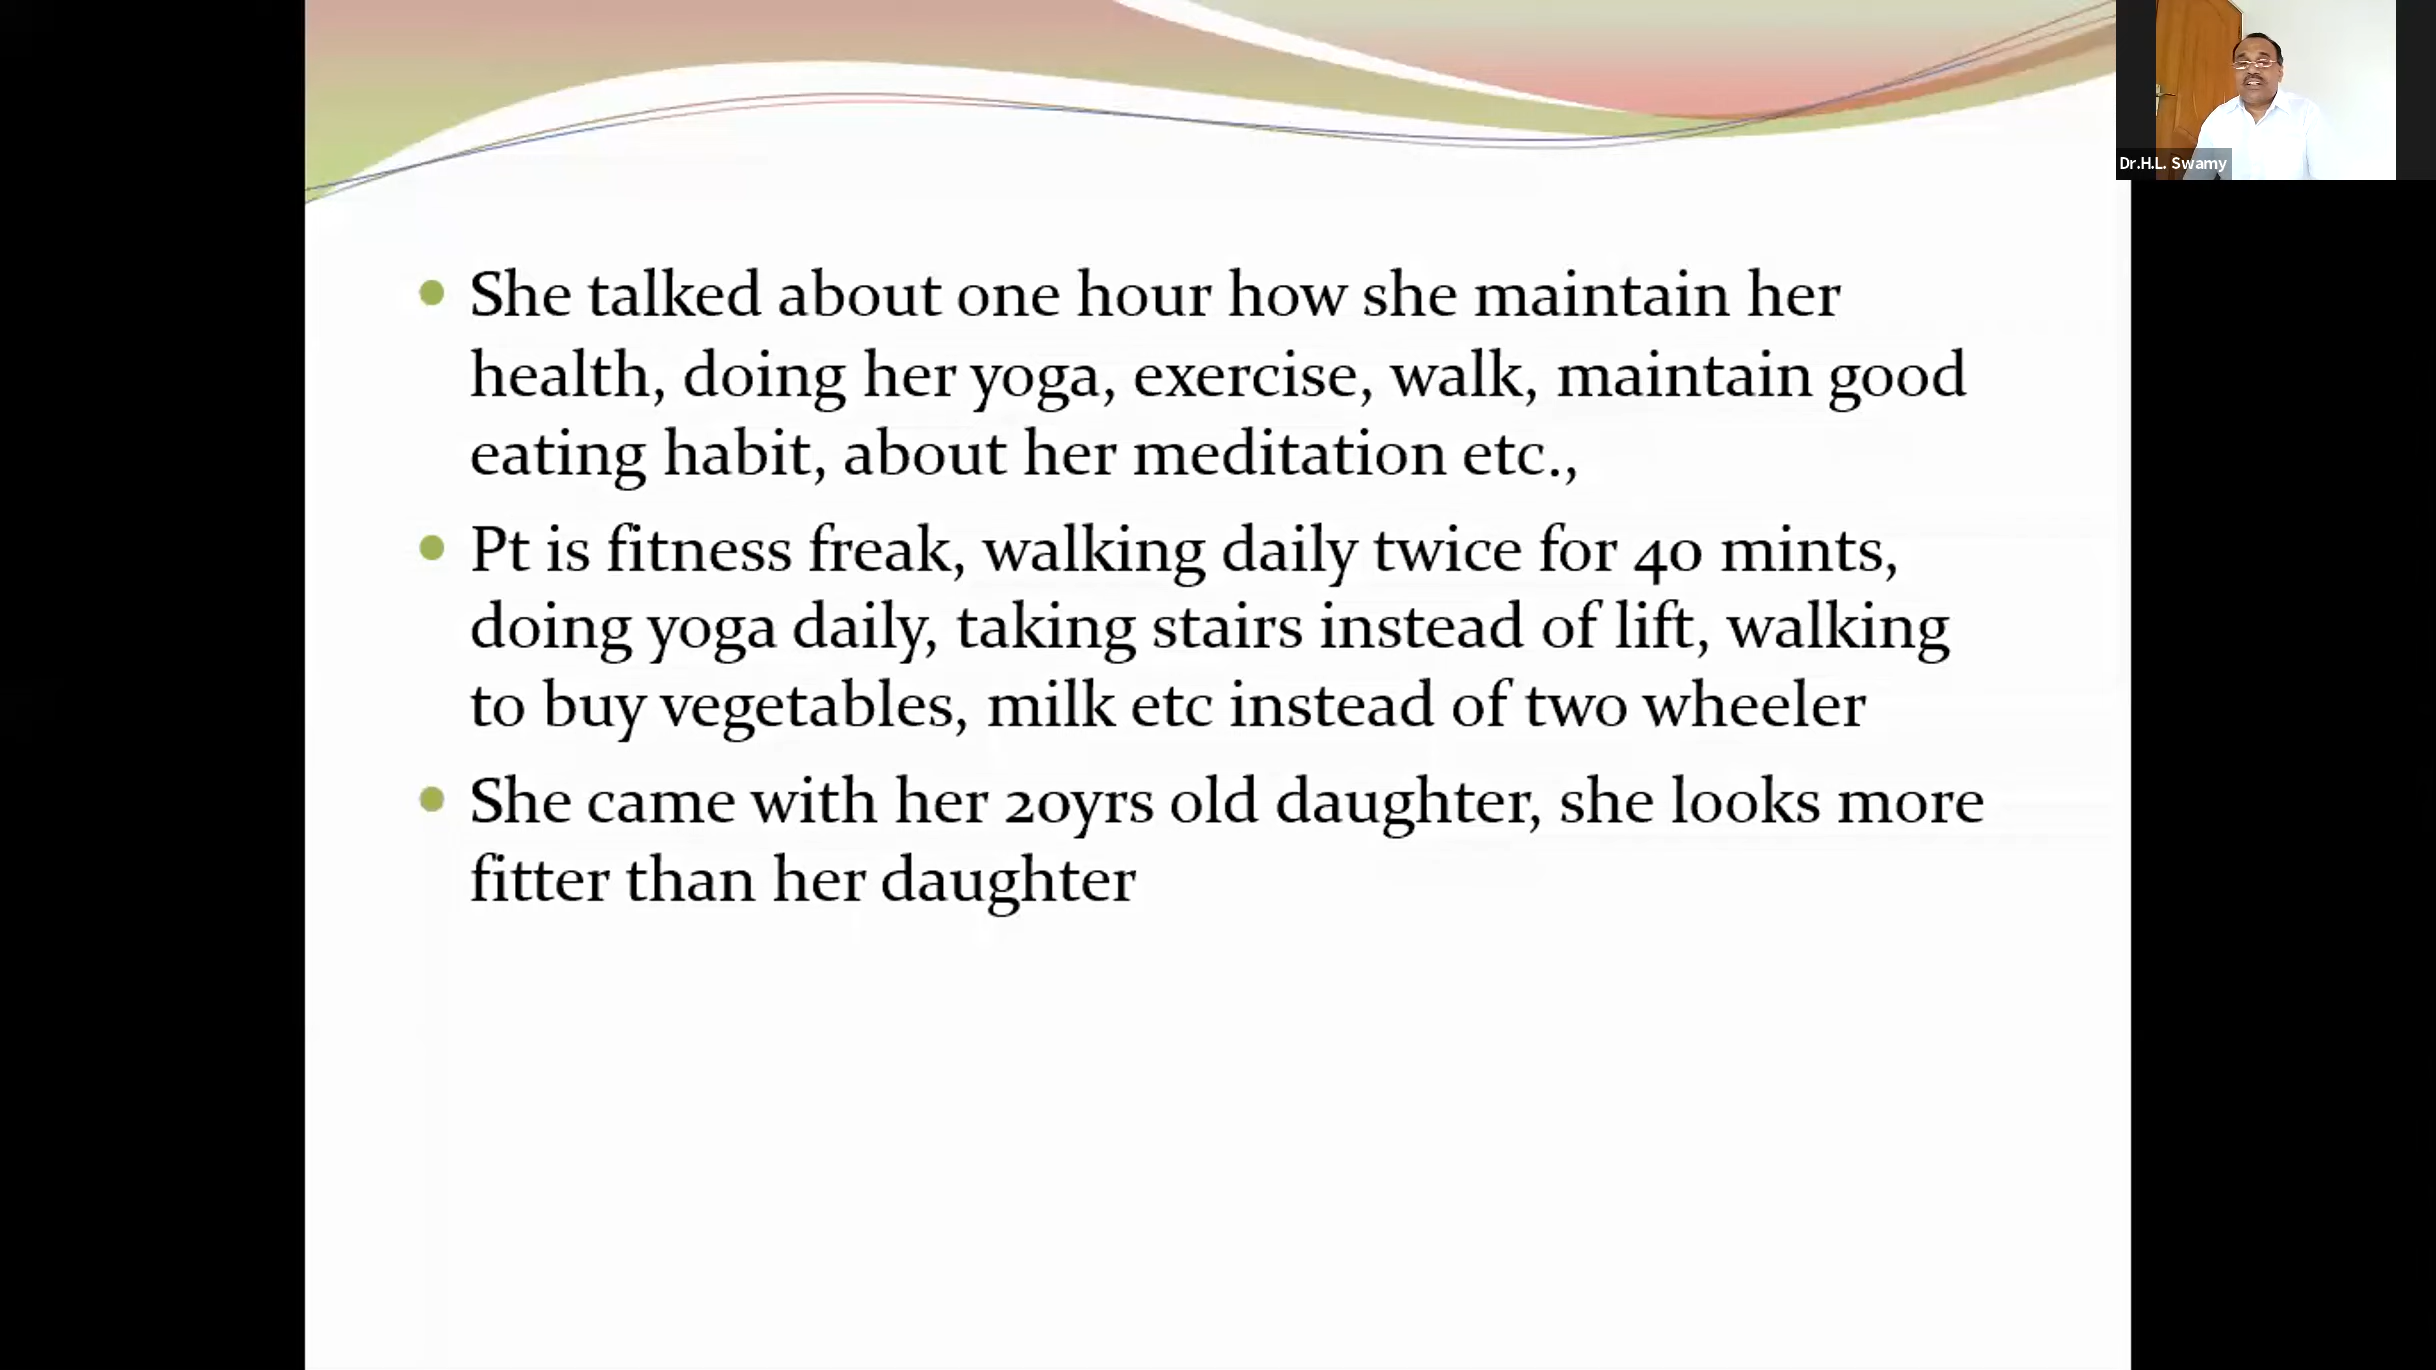 She talked about one hour how she maintain her
health, doing her yoga, exercise, walk, maintain good
eating habit, about her meditation etc.,
Pt is fitness freak, walking daily twice for 40 mints,
doing yoga daily, taking stairs instead of lift, walking
to buy vegetables, milk etc instead of two wheeler
She came with her 20yrs old daughter, she looks more
fitter than her daughter
Dr.H.L. Swamy